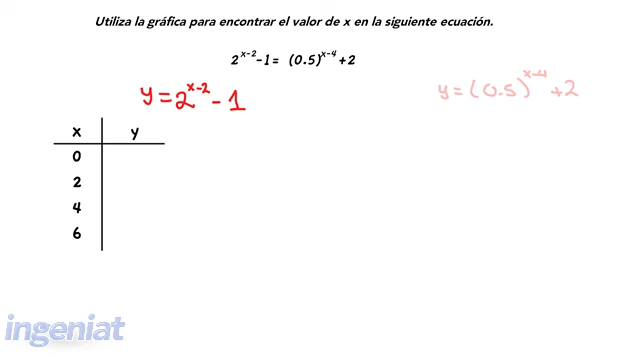 Utiliza la gráfica para encontrar el valor de x en la siguiente ecuación.
2^{x-2}-1= (0.5)^{x-4}+2
y = 2^{x-2} - 1
y = (0.5)^{x-4} + 2
x y
0
2
4
6
ingeniat